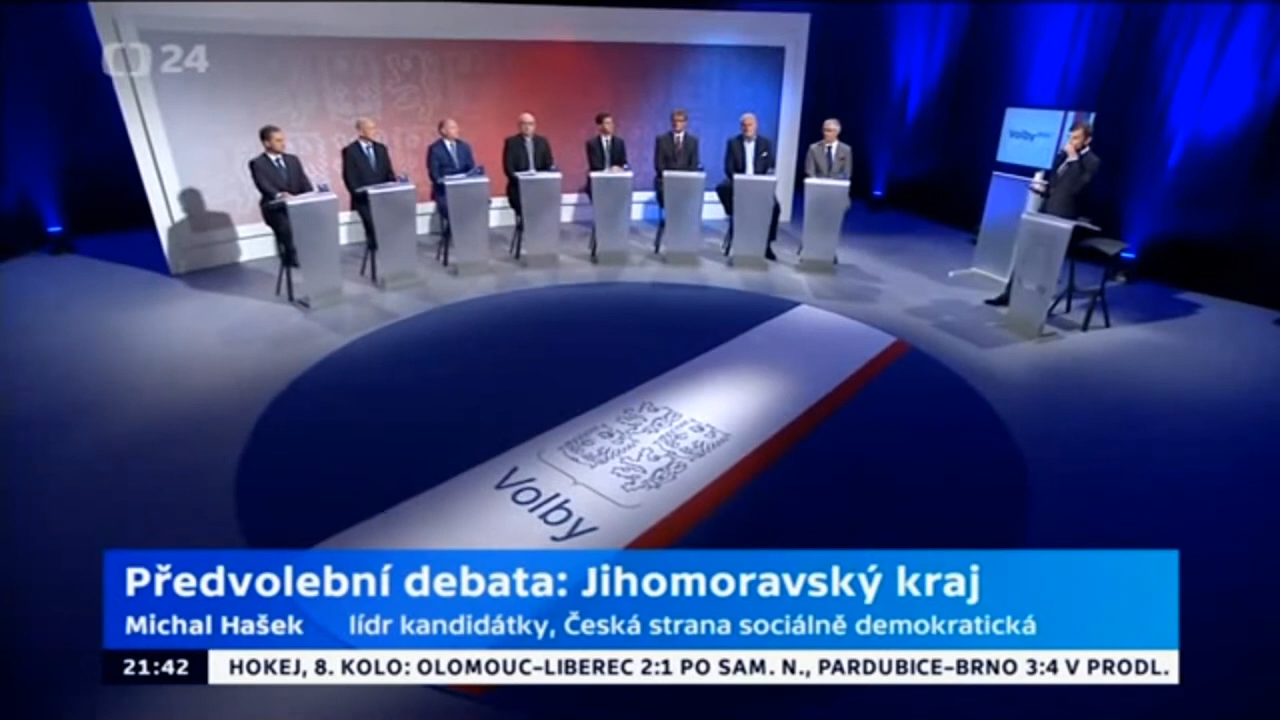 ČT 24
Volby
Volby
Předvolební debata: Jihomoravský kraj
Michal Hašek lídr kandidátky, Česká strana sociálně demokratická
21:42 HOKEJ, 8. KOLO: OLOMOUC–LIBEREC 2:1 PO SAM. N., PARDUBICE–BRNO 3:4 V PRODL.